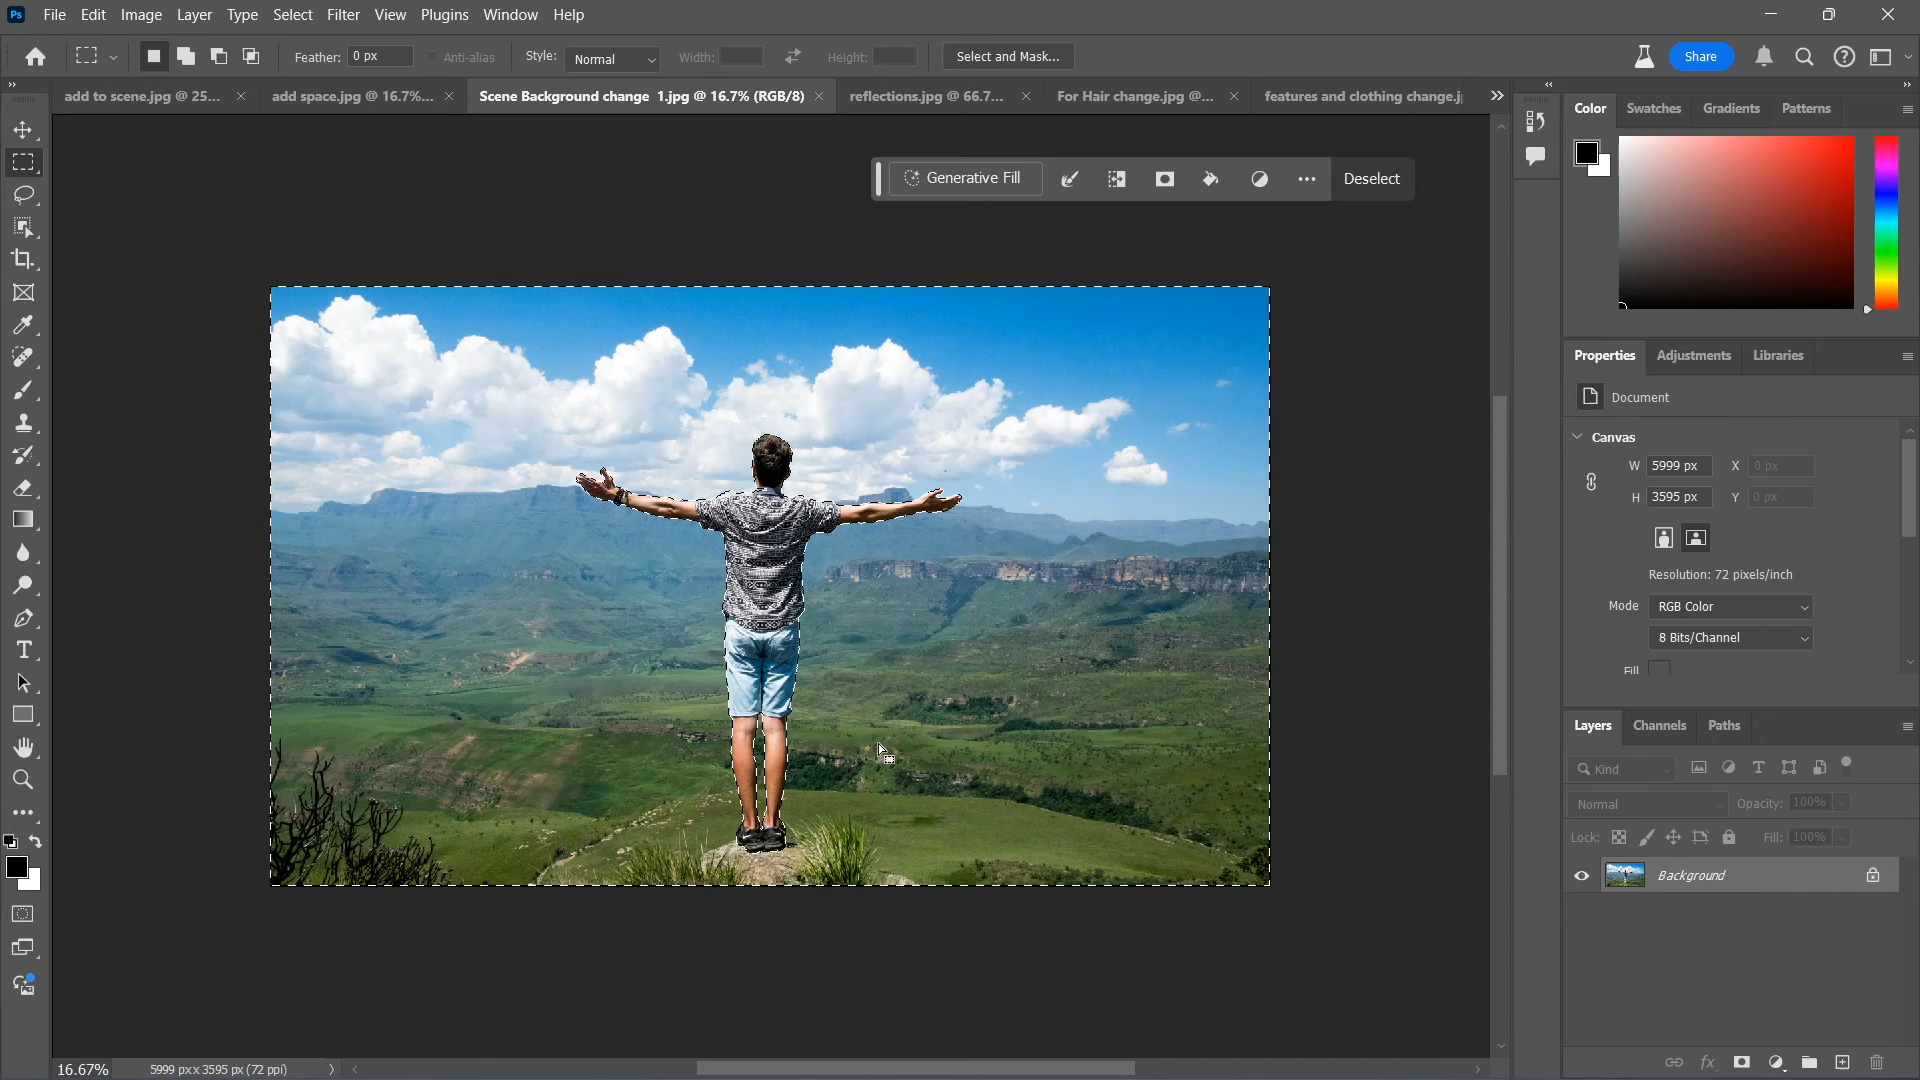 Ps File Edit Image Layer Type Select Filter View Plugins Window Help
Feather: 0 px Anti-alias Style: Normal Width: Height: Select and Mask... Share
add to scene.jpg @ 25... add space.jpg @ 16.7%... Scene Background change 1.jpg @ 16.7% (RGB/8) reflections.jpg @ 66.7... For Hair change.jpg @... features and clothing change.j
Color Swatches Gradients Patterns
Generative Fill Deselect
Properties Adjustments Libraries
Document
Canvas
W 5999 px X 0 px
H 3595 px Y 0 px
Resolution: 72 pixels/inch
Mode RGB Color
8 Bits/Channel
Fill
Layers Channels Paths
Kind
Normal Opacity: 100%
Lock: Fill: 100%
Background
16.67% 5999 px x 3595 px (72 ppi)